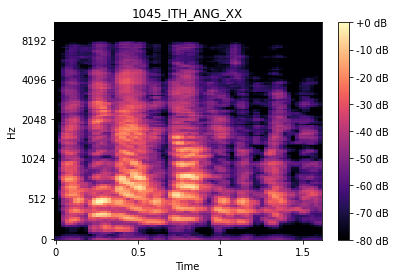 1045_ITH_ANG_XX
+0 dB
8192
-10 dB
4096
-20 dB
-30 dB
2048
Hz
-40 dB
1024
-50 dB
512
-60 dB
-70 dB
0
-80 dB
0 0.5 1 1.5
Time